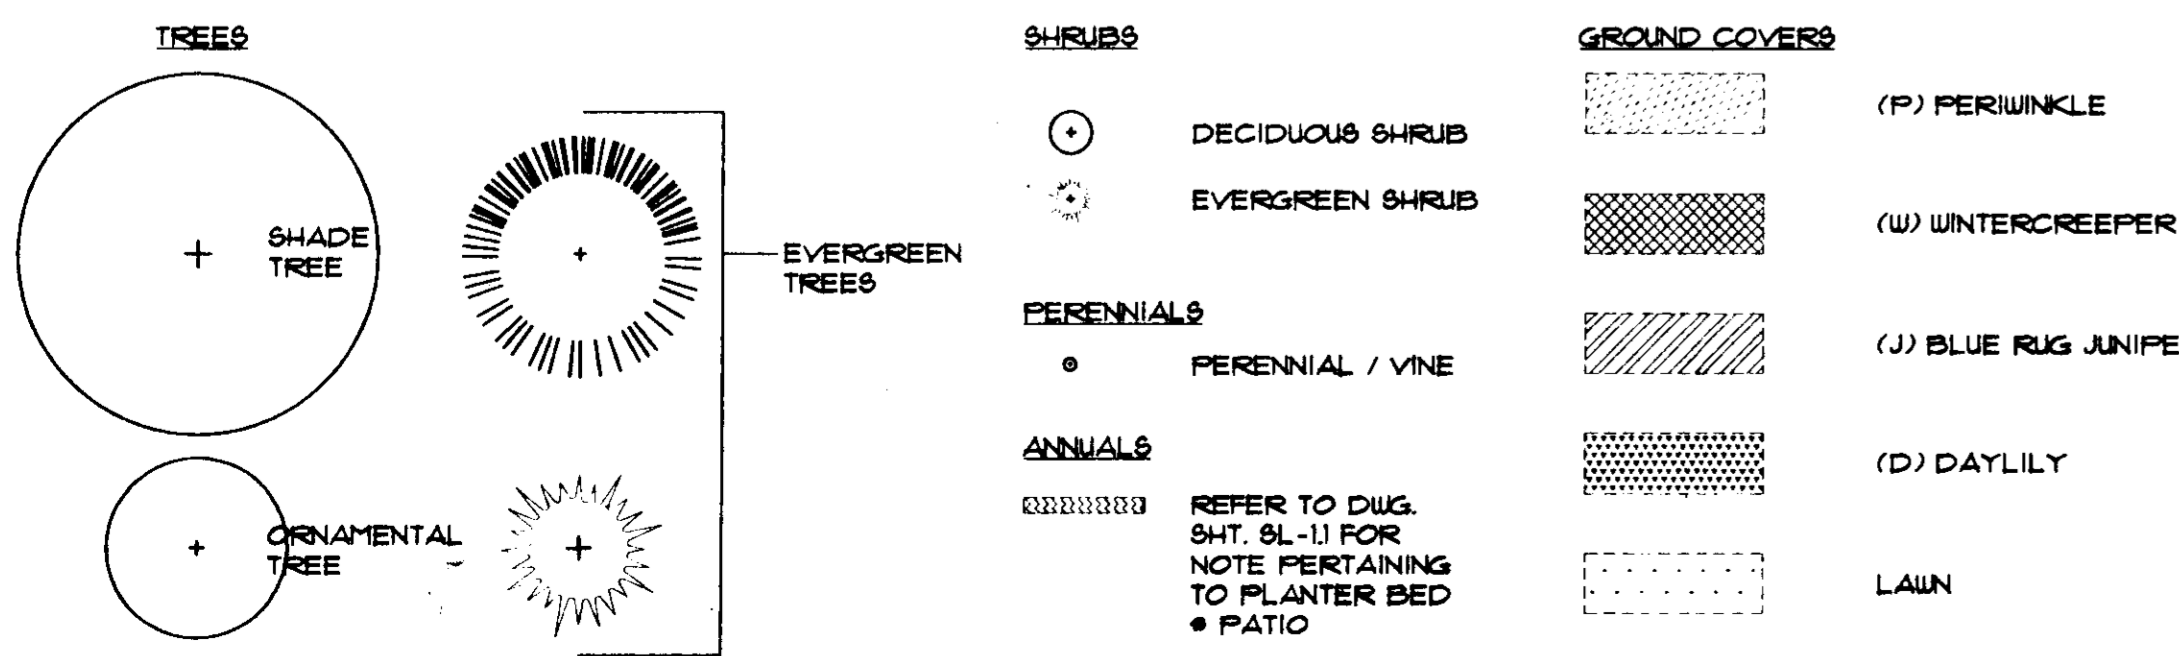 TREES
SHADE
TREE
EVERGREEN
TREES
ORNAMENTAL
TREE
SHRUBS
DECIDUOUS SHRUB
EVERGREEN SHRUB
PERENNIALS
PERENNIAL / VINE
ANNUALS
REFER TO DWG.
SHT. SL-1.1 FOR
NOTE PERTAINING
TO PLANTER BED
PATIO
GROUND COVERS
(P) PERIWINKLE
(W) WINTERCREEPER
(J) BLUE RUG JUNIPE
(D) DAYLILY
LAWN